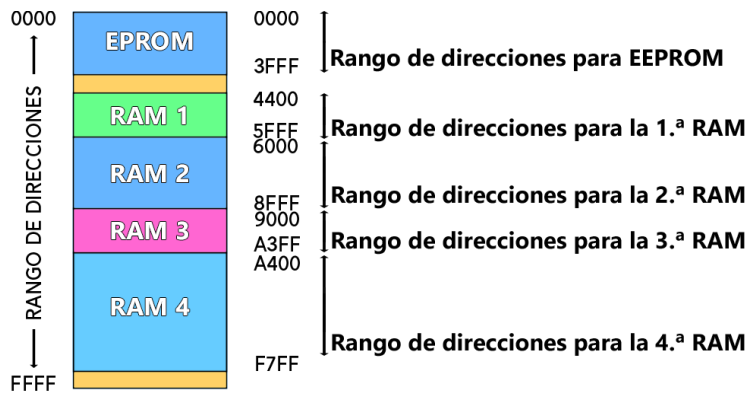 0000
EPROM
0000
3FFF
Rango de direcciones para EEPROM
RANGO DE DIRECCIONES
RAM 1
4400
5FFF
Rango de direcciones para la 1.ª RAM
RAM 2
6000
8FFF
Rango de direcciones para la 2.ª RAM
RAM 3
9000
A3FF
Rango de direcciones para la 3.ª RAM
RAM 4
A400
F7FF
Rango de direcciones para la 4.ª RAM
FFFF